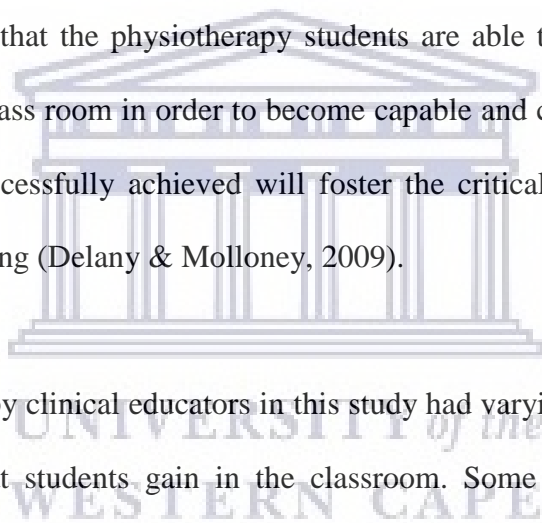 that the physiotherapy students are able t
ass room in order to become capable and c
ccessfully achieved will foster the critical
ng (Delany & Molloney, 2009).
by clinical educators in this study had varyi
UNIVERSITY of the
t students gain in the classroom. Some
WESTERN CAPE